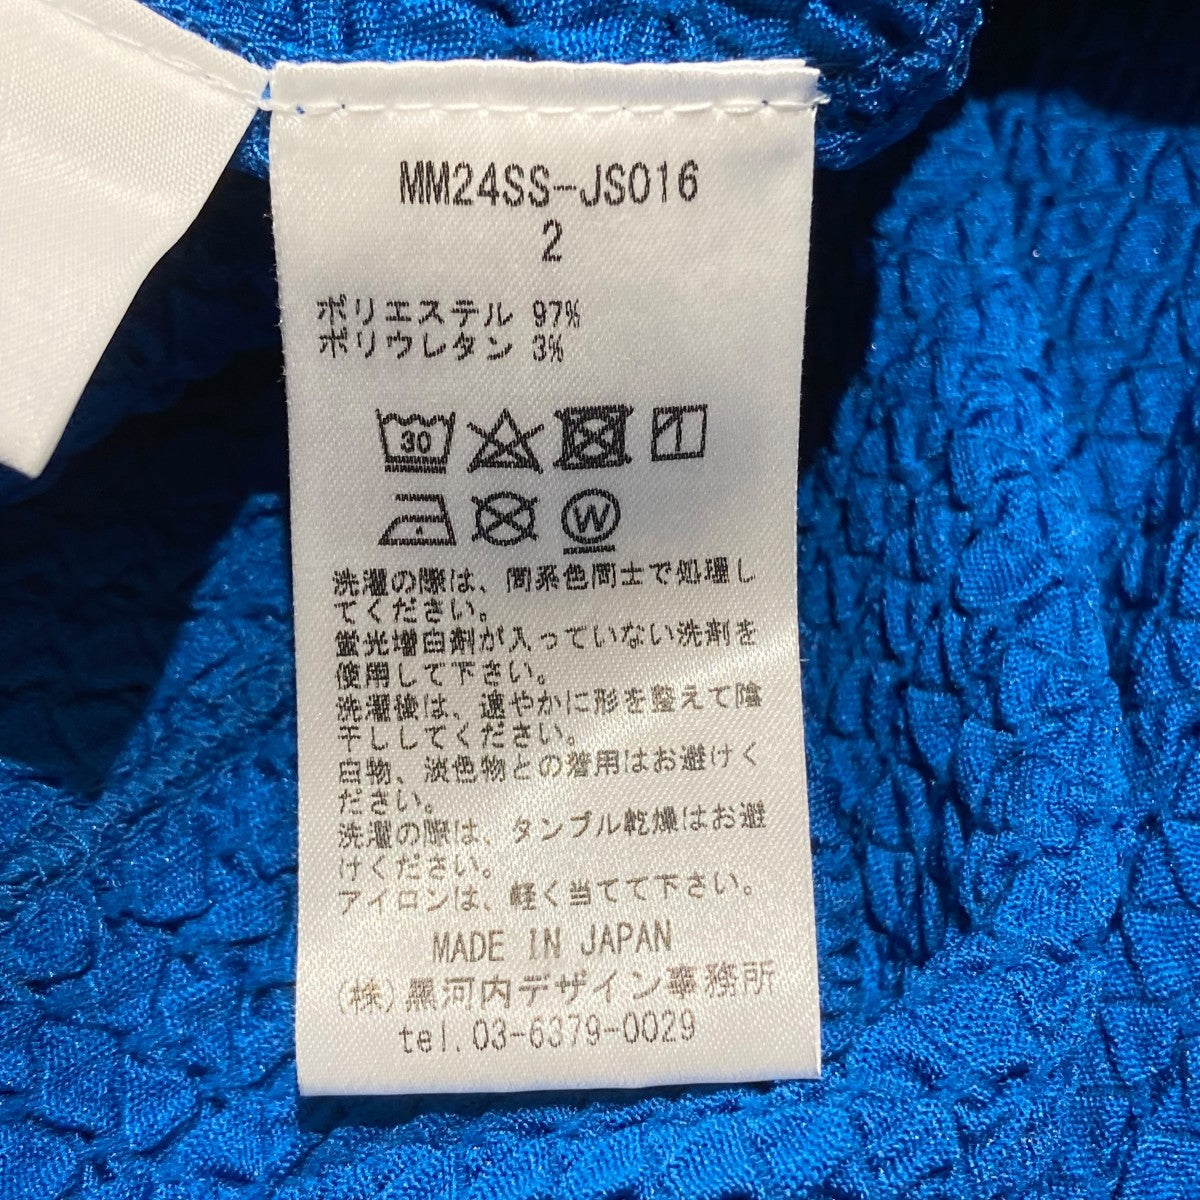 MM24SS-JS016
2
ポリエステル 97%
ポリウレタン 3%
30
W
洗濯の際は、同系色同士で処理し
てください。
蛍光増白剤が入っていない洗剤を
使用して下さい。
洗濯後は、速やかに形を整えて陰
干ししてください。
白物、淡色物との着用はお避けく
ださい。
洗濯の際は、タンブル乾燥はお避
けください。
アイロンは、軽く当てて下さい。
MADE IN JAPAN
(株)黒河内デザイン事務所
tel.03-6379-0029